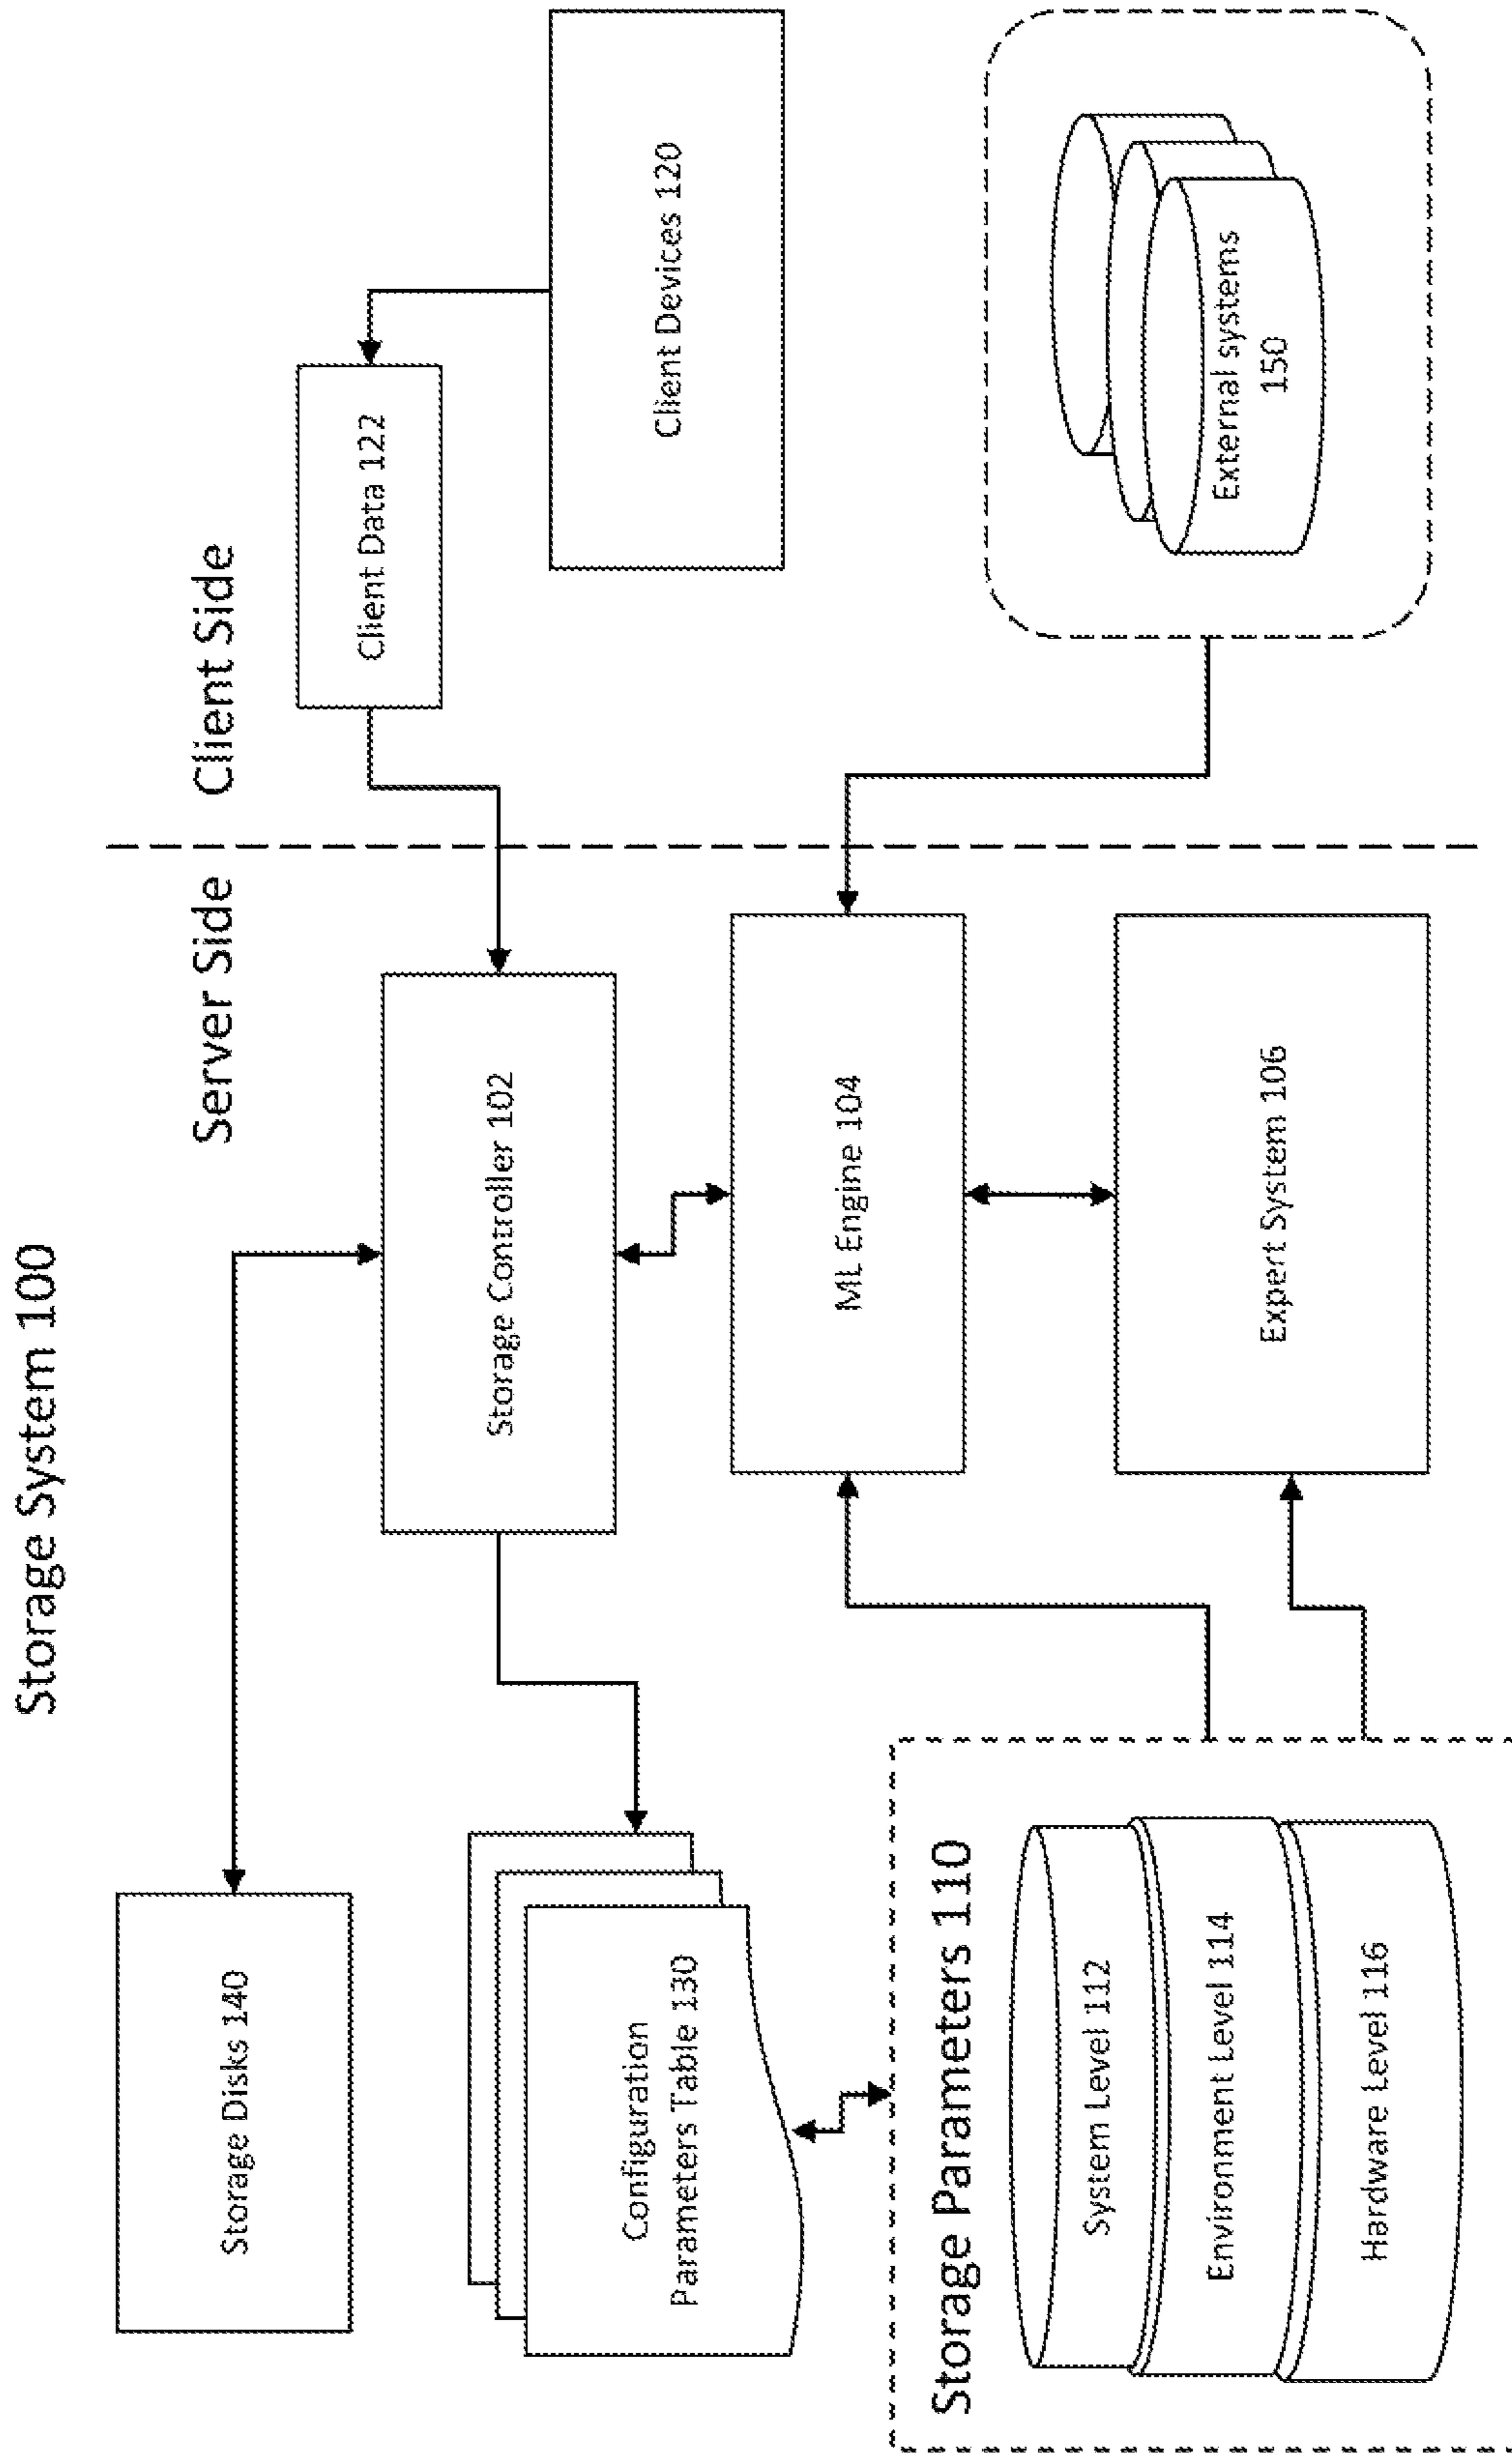 Storage System 100
Server Side
Client Side
Storage Disks 140
Storage Controller 102
Client Data 122
Configuration
Parameters Table 130
ML Engine 104
Client Devices 120
Storage Parameters 110
System Level 112
Environment Level 114
Hardware Level 116
Expert System 106
External systems
150